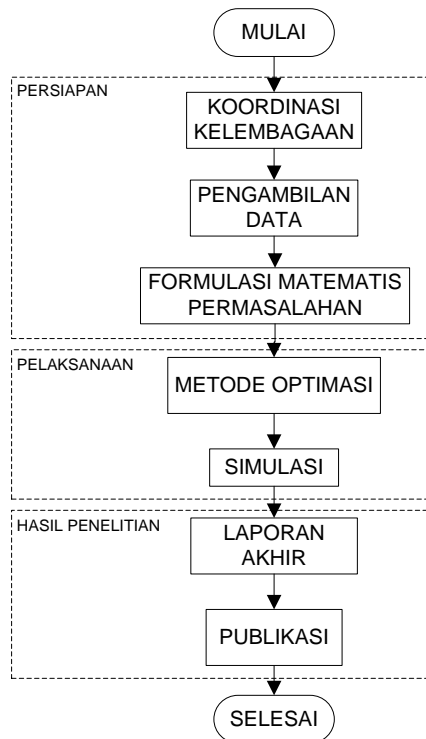 MULAI
PERSIAPAN
KOORDINASI
KELEMBAGAAN
PENGAMBILAN
DATA
FORMULASI MATEMATIS
PERMASALAHAN
PELAKSANAAN
METODE OPTIMASI
SIMULASI
HASIL PENELITIAN
LAPORAN
AKHIR
PUBLIKASI
SELESAI